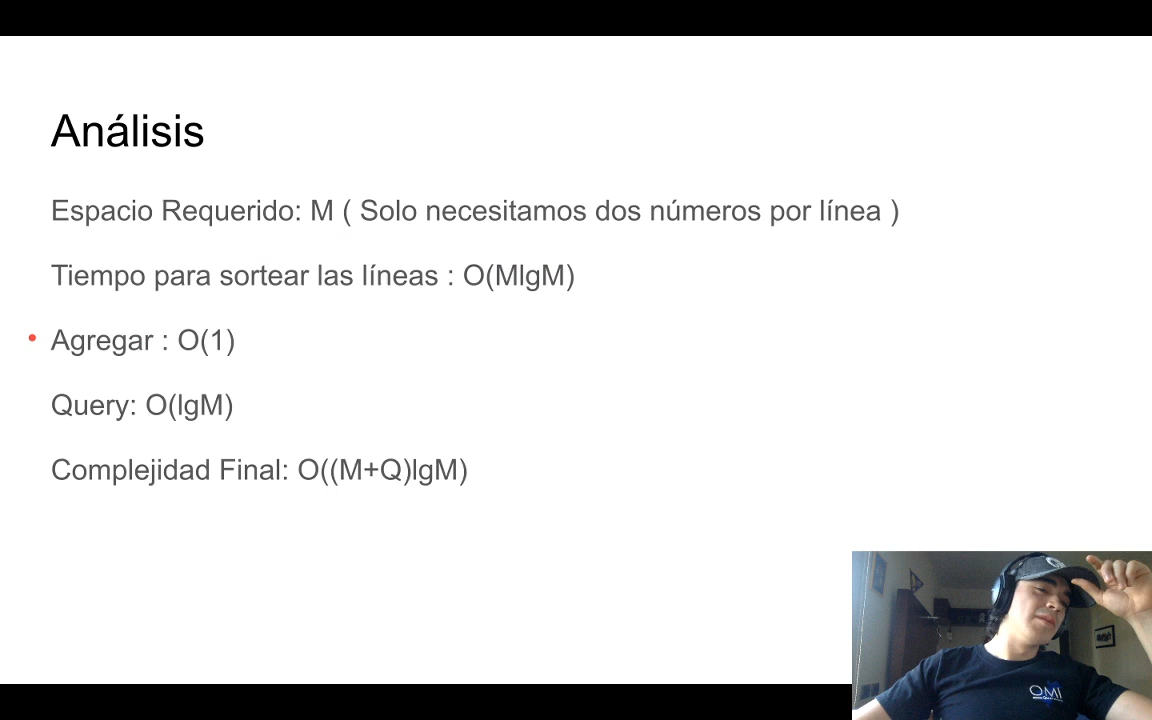 Análisis
Espacio Requerido: M ( Solo necesitamos dos números por línea )
Tiempo para sortear las líneas : O(MlgM)
Agregar : O(1)
Query: O(lgM)
Complejidad Final: O((M+Q)lgM)
OMI